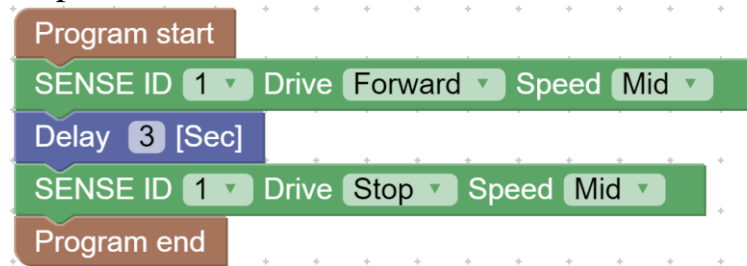 Program start
SENSE ID 1 Drive Forward Speed Mid
Delay 3 [Sec]
SENSE ID 1 Drive Stop Speed Mid
Program end